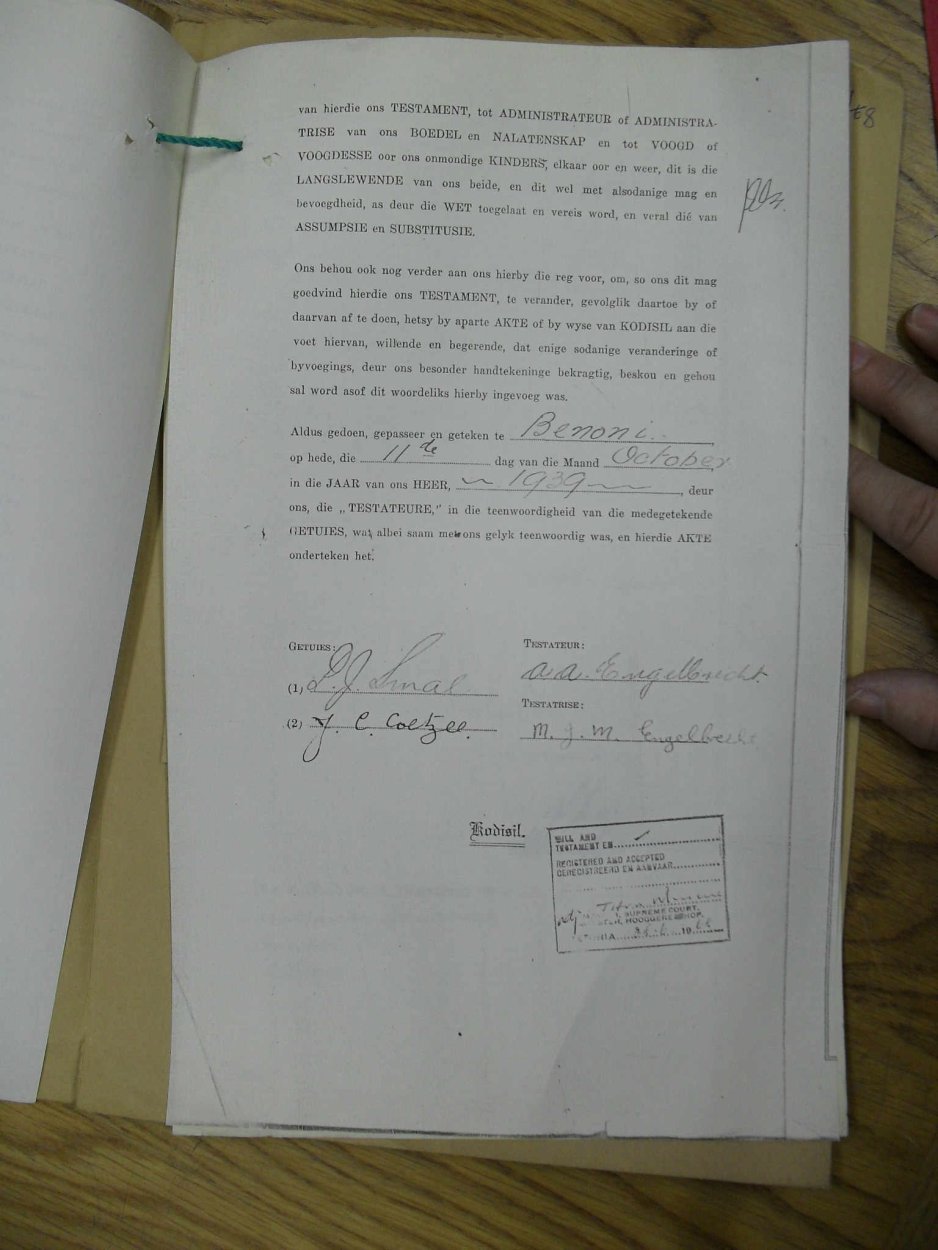 van hierdie ons TESTAMENT, tot ADMINISTRATEUR of ADMINISTRA-
TRISE van ons BOEDEL en NALATENSKAP en tot VOOGD of
VOOGDESSE oor ons onmondige KINDERS, elkaar oor en weer, dit is die
LANGSLEWENDE van ons beide, en dit wel met alsodanige mag en
bevoegdheid, as deur die WET toegelaat en vereis word, en veral dié van
ASSUMPSIE en SUBSTITUSIE.
Ons behou ook nog verder aan ons hierby die reg voor, om, so ons dit mag
goedvind hierdie ons TESTAMENT, te verander, gevolglik daartoe by of
daarvan af te doen, hetsy by aparte AKTE of by wyse van KODISIL aan die
voet hiervan, willende en begerende, dat enige sodanige veranderinge of
byvoegings, deur ons besonder handtekeninge bekragtig, beskou en gehou
sal word asof dit woordeliks hierby ingevoeg was.
Aldus gedoen, gepasseer en geteken te Benoni
op hede, die 11de dag van die Maand October
in die JAAR van ons HEER, 1939, deur
ons, die „TESTATEURE,” in die teenwoordigheid van die medegetekende
GETUIES, wat albei saam met ons gelyk teenwoordig was, en hierdie AKTE
onderteken het.
GETUIES: TESTATEUR:
(1) Smal a.a. Engelbrecht
TESTATRISE:
(2) J. C. Coetzee. M. J. M. Engelbrecht
Kodisil.
WILL AND
TESTAMENT EN
REGISTERED AND ACCEPTED
GEREGISTREERD EN AANVAAR
SUPREME COURT.
HOOGGEREGSHOF.